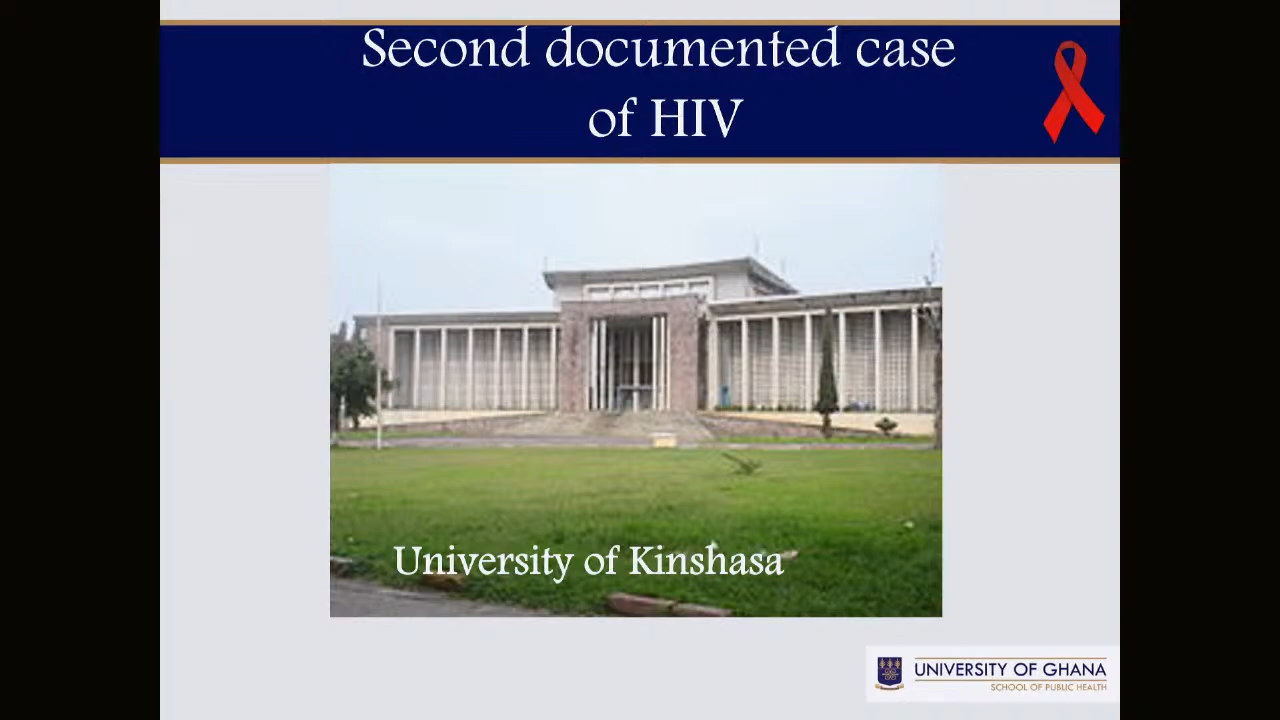 Second documented case
of HIV
University of Kinshasa
UNIVERSITY OF GHANA
SCHOOL OF PUBLIC HEALTH